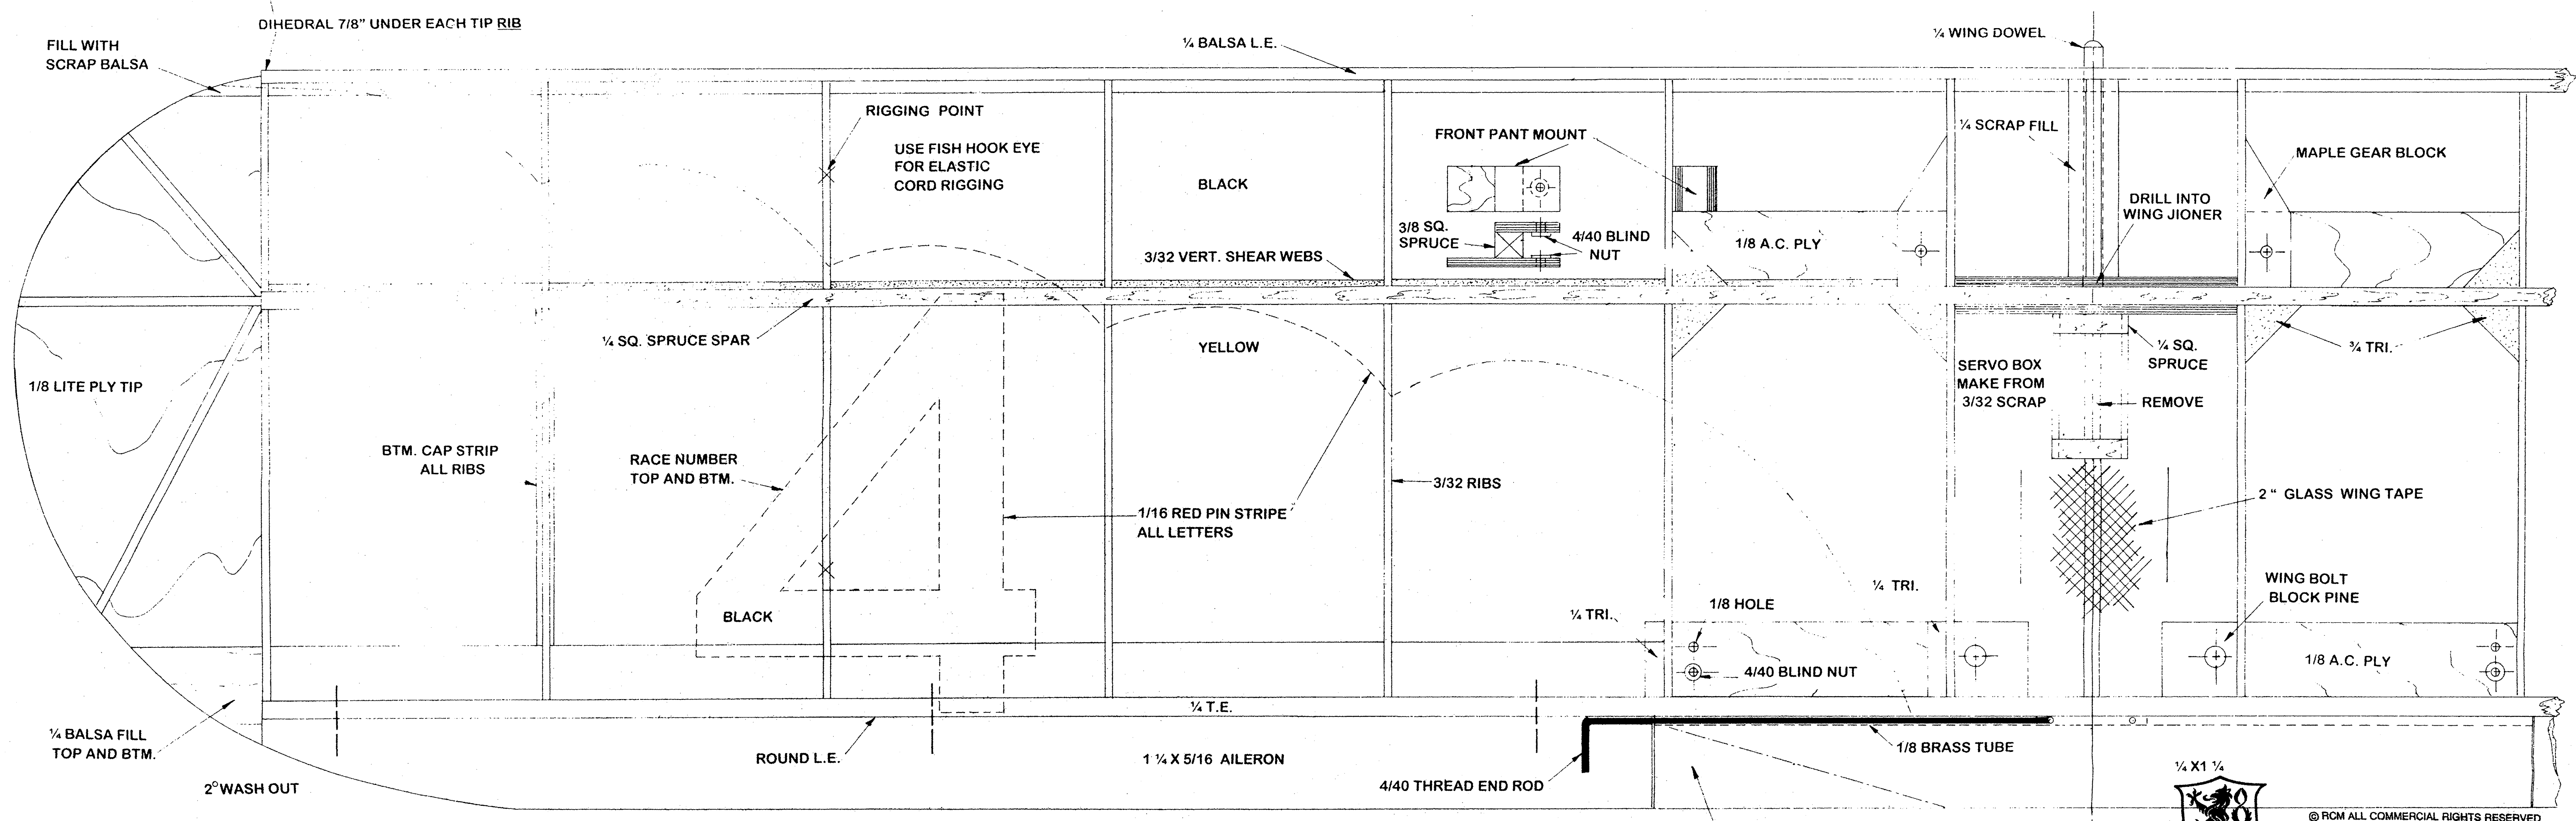 DIHEDRAL 7/8" UNDER EACH TIP RIB
FILL WITH
SCRAP BALSA
¼ BALSA L.E.
¼ WING DOWEL
RIGGING POINT
USE FISH HOOK EYE
FOR ELASTIC
CORD RIGGING
BLACK
FRONT PANT MOUNT
¼ SCRAP FILL
MAPLE GEAR BLOCK
DRILL INTO
WING JIONER
3/8 SQ.
SPRUCE
4/40 BLIND
NUT
1/8 A.C. PLY
3/32 VERT. SHEAR WEBS
¼ SQ. SPRUCE SPAR
YELLOW
¼ SQ.
SPRUCE
¾ TRI.
1/8 LITE PLY TIP
SERVO BOX
MAKE FROM
3/32 SCRAP
REMOVE
BTM. CAP STRIP
ALL RIBS
RACE NUMBER
TOP AND BTM.
4
3/32 RIBS
2 " GLASS WING TAPE
1/16 RED PIN STRIPE
ALL LETTERS
WING BOLT
BLOCK PINE
¼ TRI.
1/8 HOLE
¼ TRI.
BLACK
4/40 BLIND NUT
1/8 A.C. PLY
¼ T.E.
¼ BALSA FILL
TOP AND BTM.
ROUND L.E.
1 ¼ X 5/16 AILERON
1/8 BRASS TUBE
2° WASH OUT
4/40 THREAD END ROD
¼ X1 ¼
© RCM ALL COMMERCIAL RIGHTS RESERVED